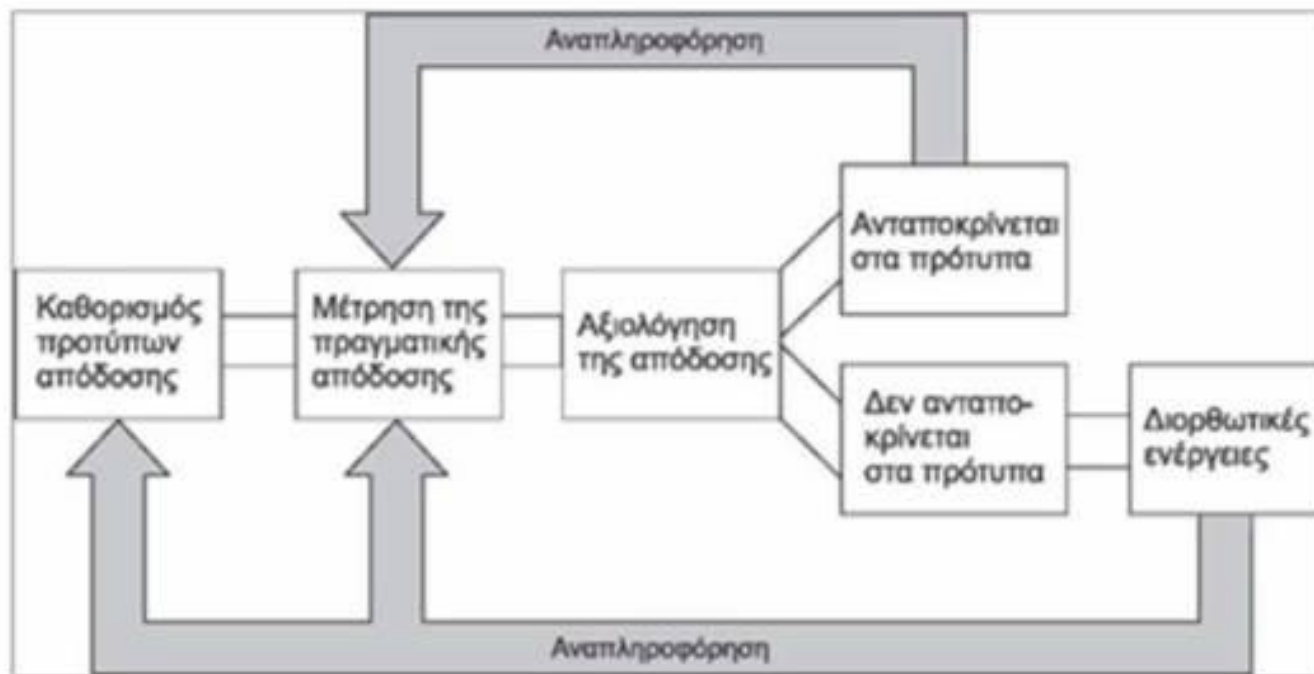 Αναπληροφόρηση
Ανταποκρίνεται
στα πρότυπα
Καθορισμός
προτύπων
απόδοσης
Μέτρηση της
πραγματικής
απόδοσης
Αξιολόγηση
της απόδοσης
Δεν ανταπο-
κρίνεται
στα πρότυπα
Διορθωτικές
ενέργειες
Αναπληροφόρηση